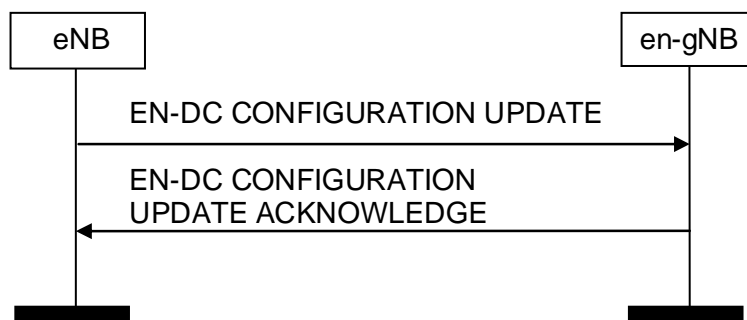 eNB
en-gNB
EN-DC CONFIGURATION UPDATE
EN-DC CONFIGURATION
UPDATE ACKNOWLEDGE